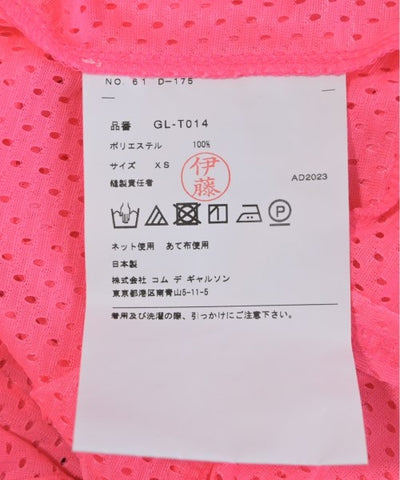 NO. 61 D-175
品番 GL-T014
ポリエステル 100%
サイズ XS
縫製責任者 伊藤 AD2023
ネット使用 あて布使用
日本製
株式会社 コム デ ギャルソン
東京都港区南青山5-11-5
着用及び洗濯の際、引っかけにご注意下さい。